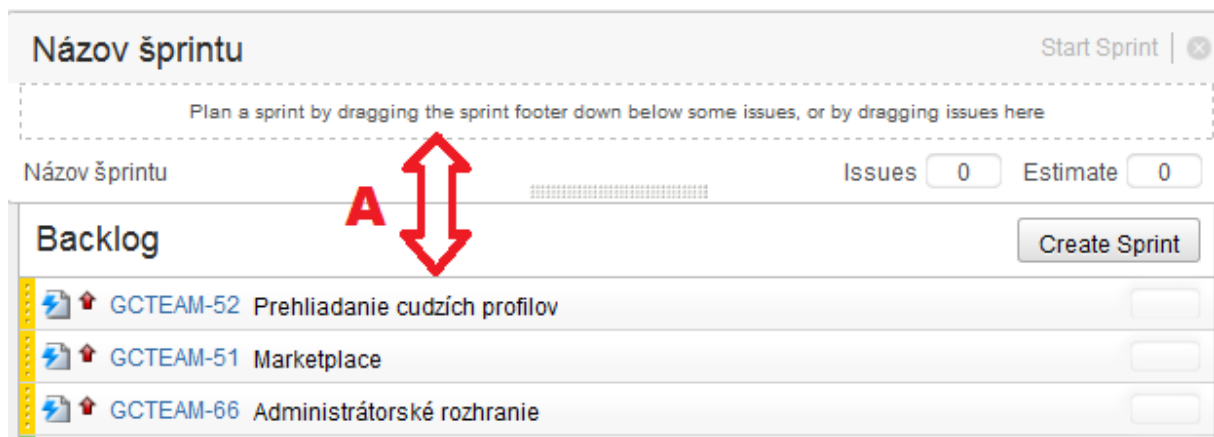 Názov šprintu Start Sprint
Plan a sprint by dragging the sprint footer down below some issues, or by dragging issues here
Názov šprintu Issues 0 Estimate 0
A
Backlog Create Sprint
GCTEAM-52 Prehliadanie cudzích profilov
GCTEAM-51 Marketplace
GCTEAM-66 Administrátorské rozhranie